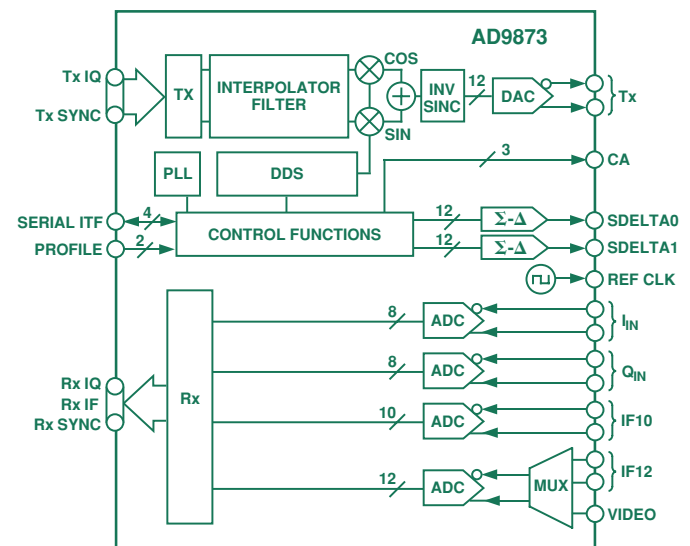 AD9873
Tx IQ
Tx SYNC
TX
INTERPOLATOR
FILTER
COS
SIN
+
INV
SINC
12
DAC
Tx
3
CA
PLL
DDS
SERIAL ITF
4
PROFILE
2
CONTROL FUNCTIONS
12
Σ-Δ
SDELTA0
12
Σ-Δ
SDELTA1
REF CLK
8
ADC
IIN
8
ADC
QIN
Rx IQ
Rx IF
Rx SYNC
Rx
10
ADC
IF10
12
ADC
MUX
IF12
VIDEO